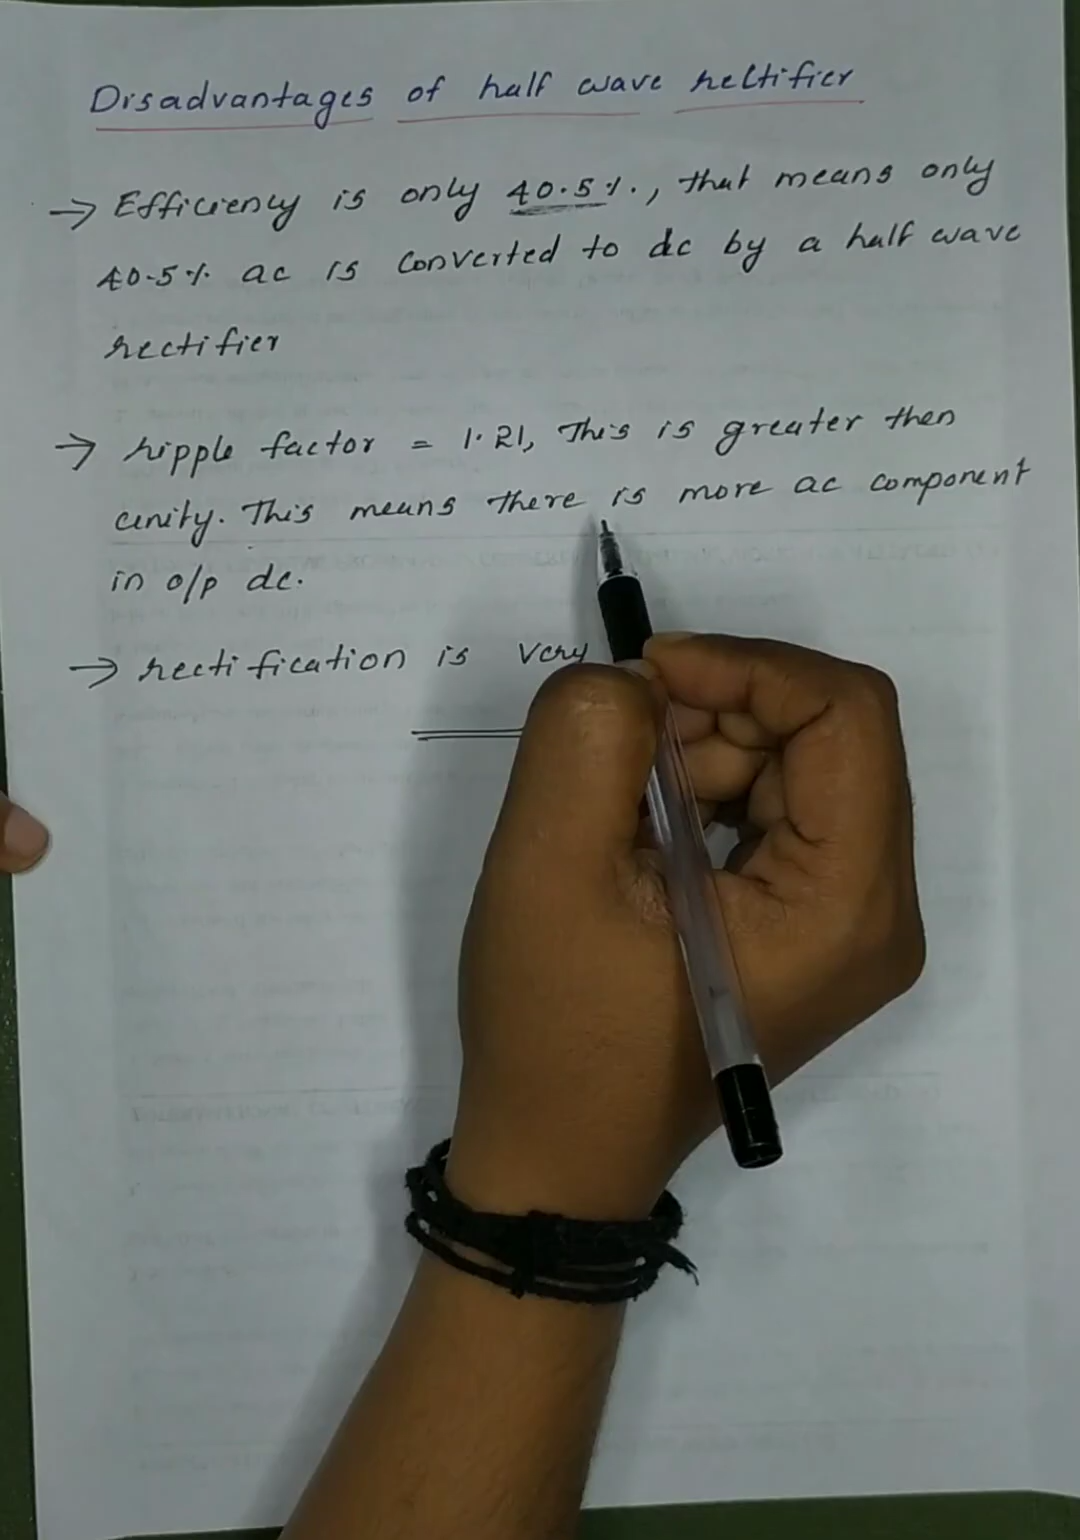 Disadvantages of half wave rectifier
→ Efficiency is only 40.5%, that means only
40.5% ac is converted to dc by a half wave
rectifier
→ ripple factor = 1.21, This is greater then
unity. This means there is more ac component
in o/p dc.
→ rectification is very